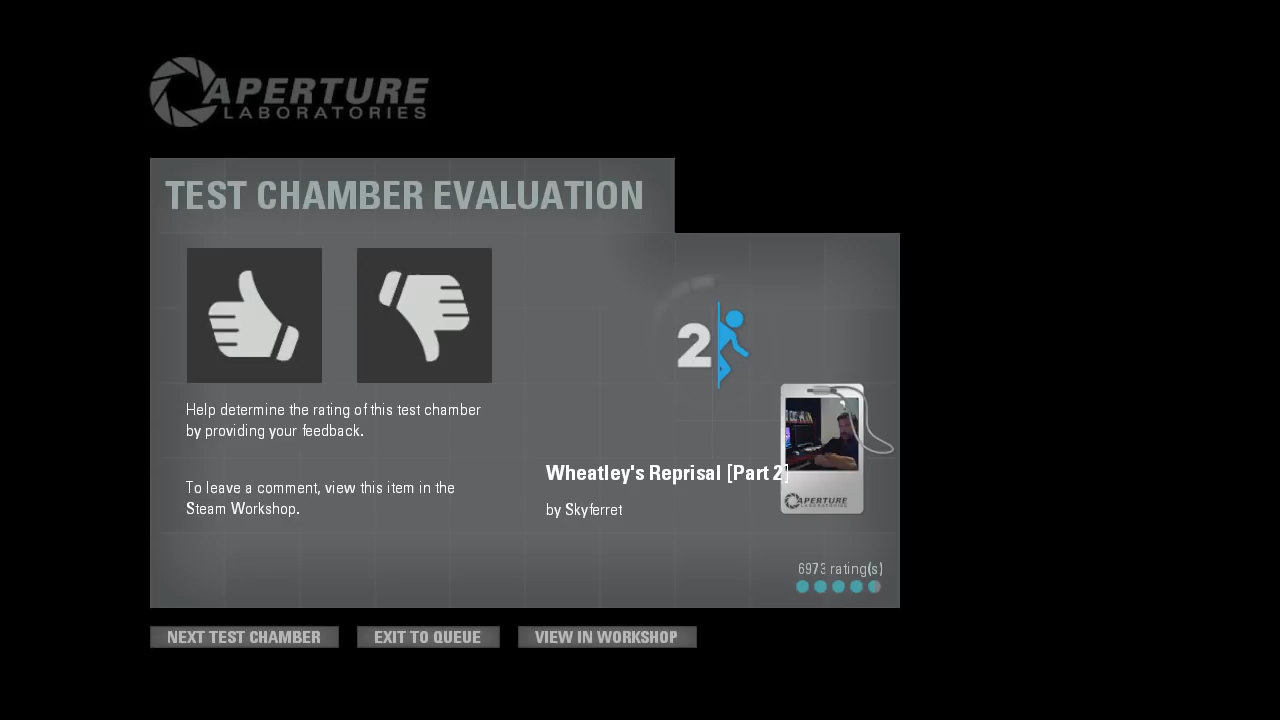 APERTURE
LABORATORIES
TEST CHAMBER EVALUATION
2
Help determine the rating of this test chamber
by providing your feedback.
To leave a comment, view this item in the
Steam Workshop.
Wheatley's Reprisal [Part 2]
by Skyferret
APERTURE
LABORATORIES
6973 rating(s)
NEXT TEST CHAMBER
EXIT TO QUEUE
VIEW IN WORKSHOP